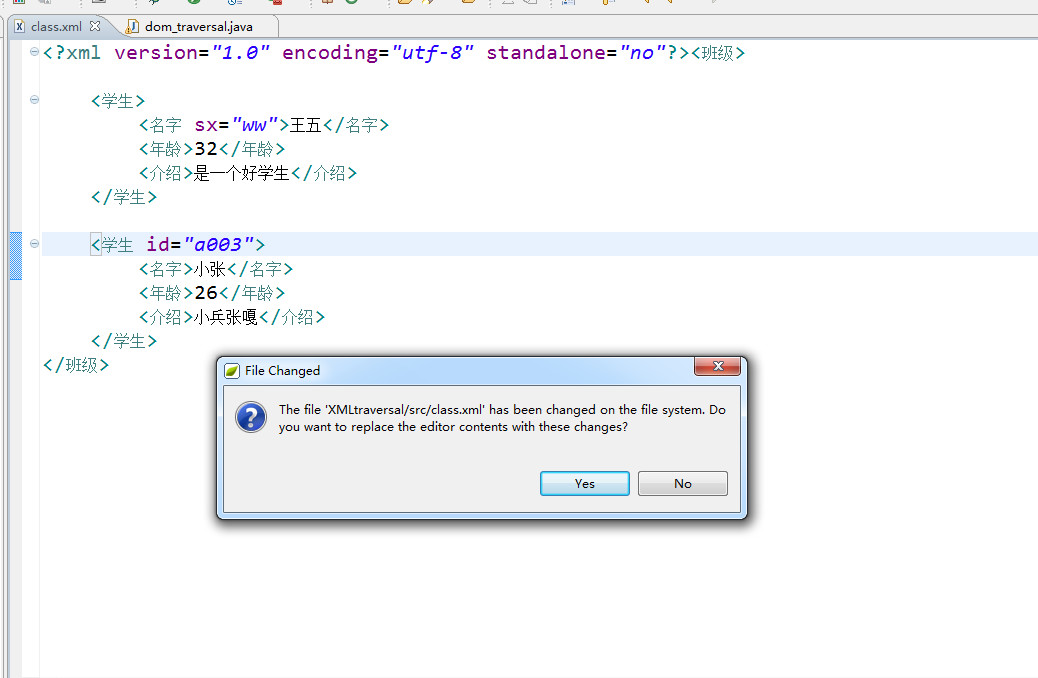 class.xml
dom_traversal.java
<?xml version="1.0" encoding="utf-8" standalone="no"?><班级>
<学生>
<名字 sx="ww">王五</名字>
<年龄>32</年龄>
<介绍>是一个好学生</介绍>
</学生>
<学生 id="a003">
<名字>小张</名字>
<年龄>26</年龄>
<介绍>小兵张嘎</介绍>
</学生>
</班级>
File Changed
The file 'XMLtraversal/src/class.xml' has been changed on the file system. Do
you want to replace the editor contents with these changes?
Yes
No